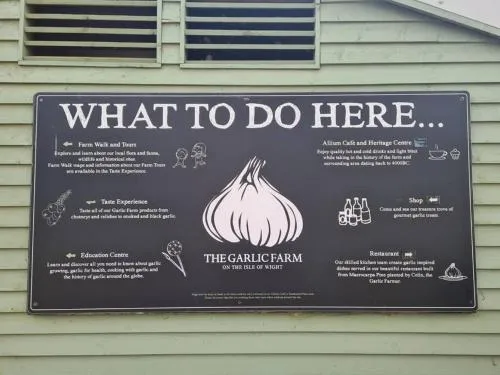 WHAT TO DO HERE...
Farm Walk and Tours
Explore and learn about our local flora and fauna,
wildlife and historical sites.
Farm Walk maps and information about our Farm Tours
are available in the Taste Experience.
Taste Experience
Taste all of our Garlic Farm products from
chutneys and relishes to smoked and black garlic.
Education Centre
Learn and discover all you need to know about garlic
growing, garlic for health, cooking with garlic and
the history of garlic around the globe.
THE GARLIC FARM
ON THE ISLE OF WIGHT
Allium Café and Heritage Centre
Enjoy quality hot and cold drinks and light bites
while taking in the history of the farm and
surrounding area dating back to 4000BC.
Shop
Come and see our treasure trove of
gourmet garlic treats.
Restaurant
Our skilled kitchen team create garlic inspired
dishes served in our beautiful restaurant built
from Macrocarpa Pine planted by Colin, the
Garlic Farmer.